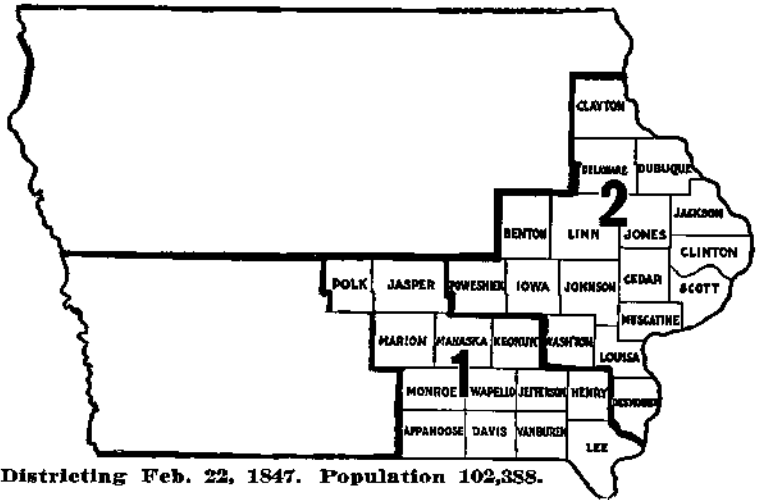 CLAYTON
DELAWARE DUBUQUE
2
JACKSON
BENTON LINN JONES
CLINTON
POLK JASPER POWESHIEK IOWA JOHNSON CEDAR SCOTT
MUSCATINE
MARION MAHASKA KEOKUK WASH'TON
LOUISA
1
MONROE WAPELLO JEFFERSON HENRY DESMOINES
APPANOOSE DAVIS VANBUREN LEE
Districting Feb. 22, 1847. Population 102,388.